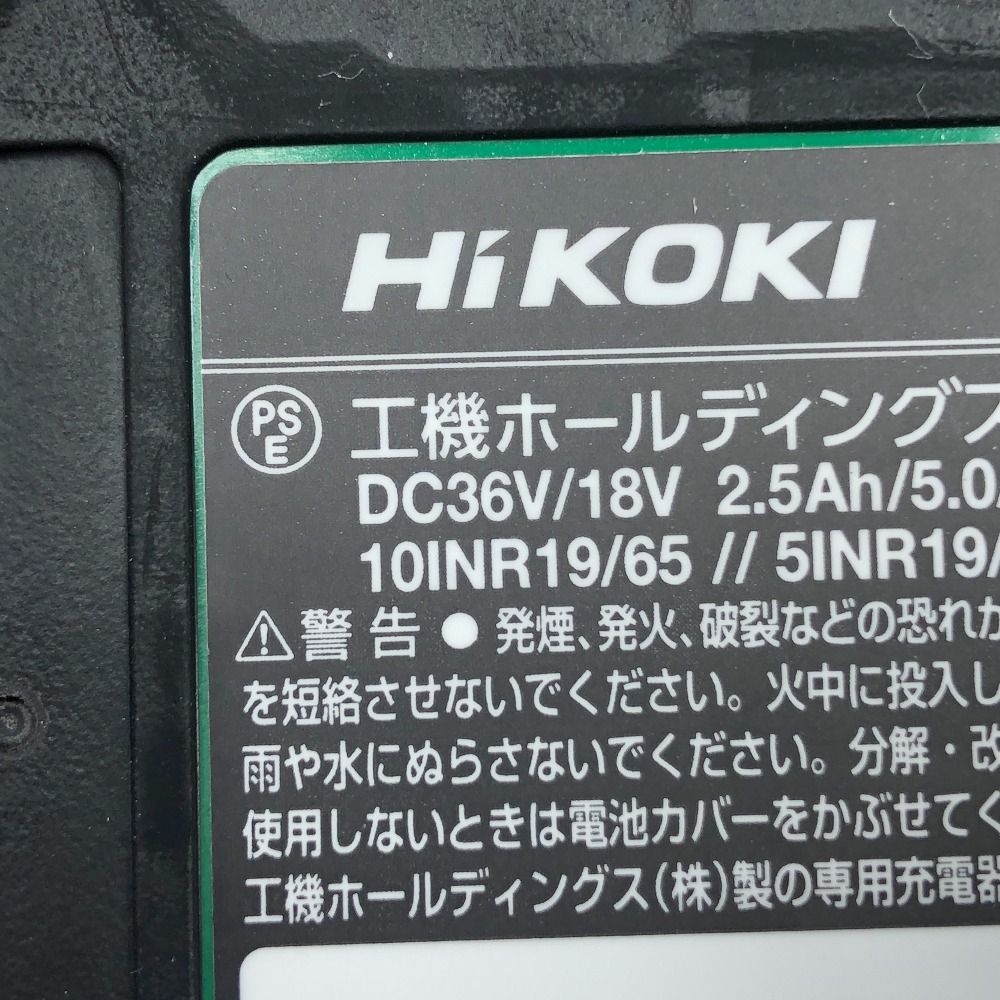 HiKOKI
PSE 工機ホールディングス
DC36V/18V 2.5Ah/5.0
10INR19/65 // 5INR19/
⚠警告 ● 発煙、発火、破裂などの恐れが
を短絡させないでください。火中に投入し
雨や水にぬらさないでください。分解・改
使用しないときは電池カバーをかぶせてく
工機ホールディングス(株)製の専用充電器